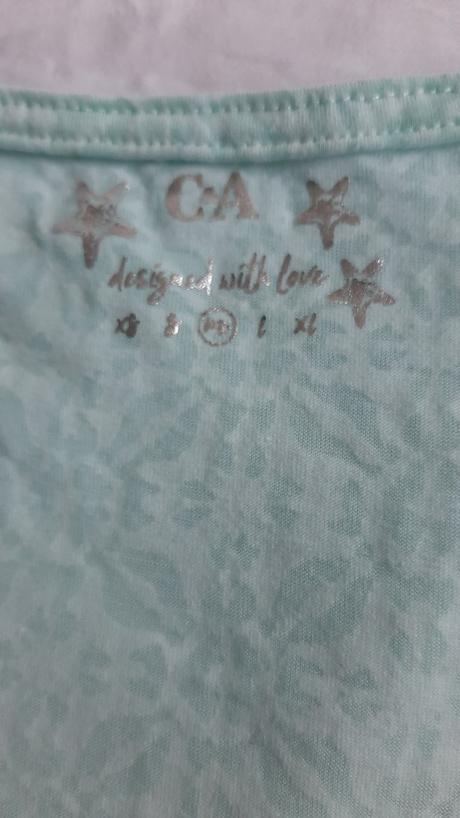 C&A
designed with love
xs s m l xl